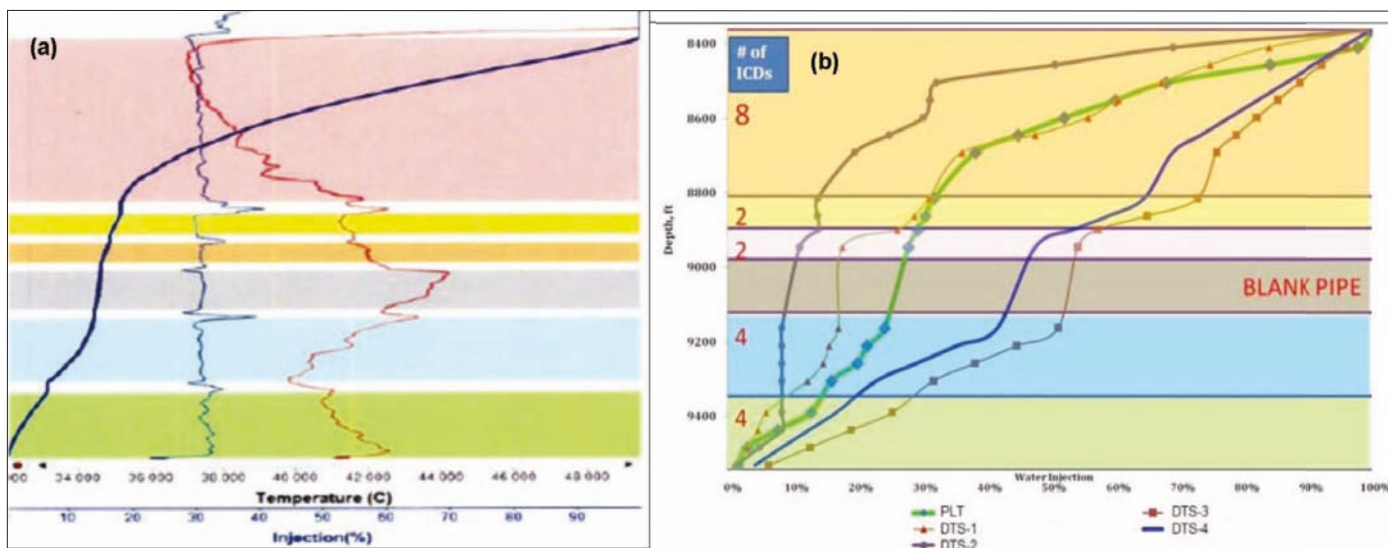 (a)
34 000 36 000 38 000 40 000 42 000 44 000 46 000 48 000
Temperature (C)
10 20 30 40 50 60 70 80 90
Injection(%)
# of
ICDs
(b)
8400
8
8600
8800
2
Depth, ft
2
9000
BLANK PIPE
4
9200
4
9400
Water Injection
0% 10% 20% 30% 40% 50% 60% 70% 80% 90% 100%
PLT DTS-3
DTS-1 DTS-4
DTS-2